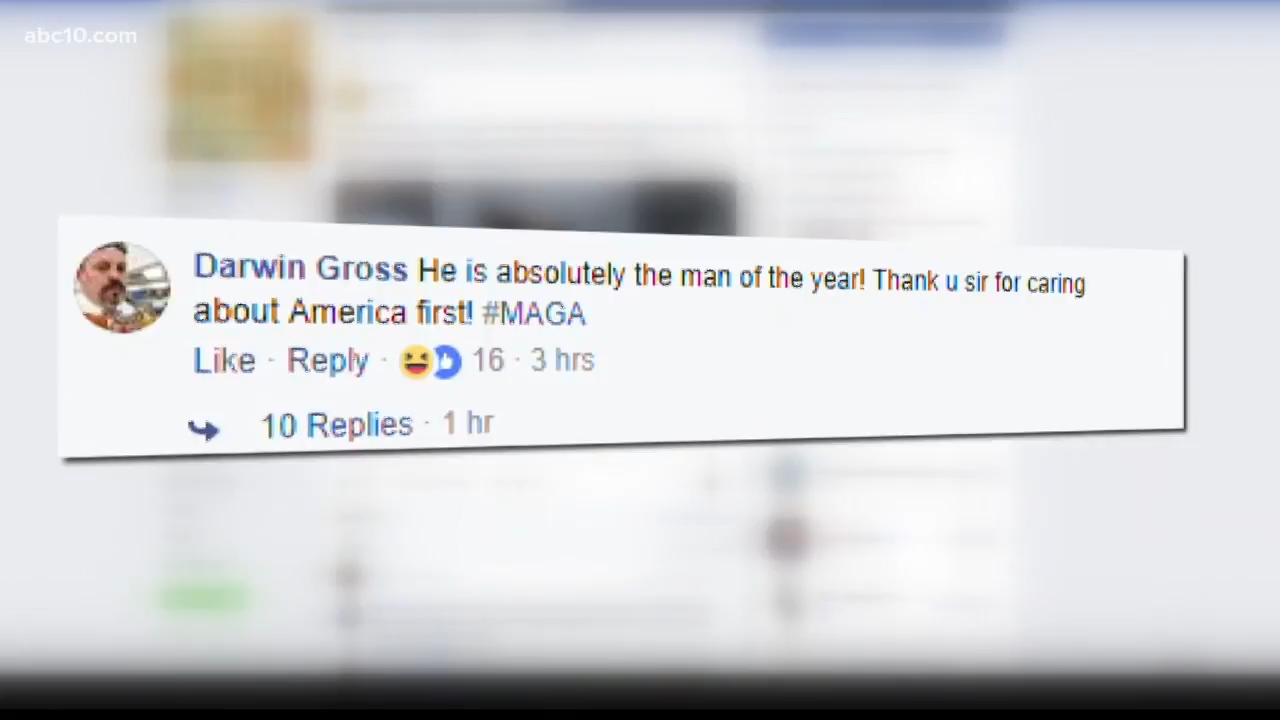 abc10.com
Darwin Gross He is absolutely the man of the year! Thank u sir for caring
about America first! #MAGA
Like · Reply · 16 · 3 hrs
10 Replies · 1 hr